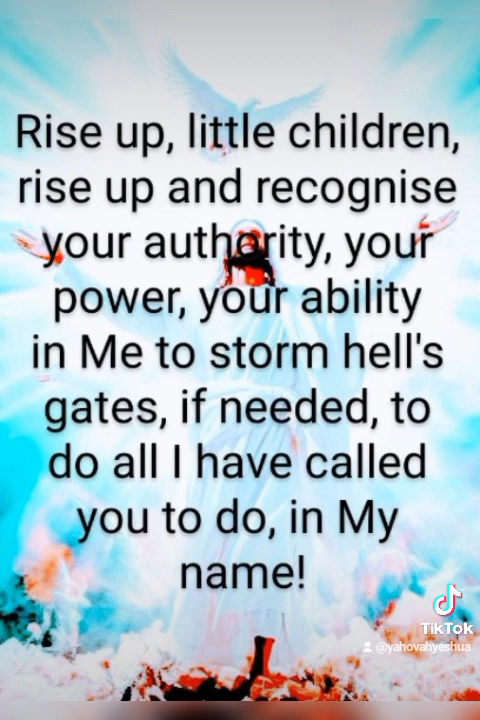 Rise up, little children,
rise up and recognise
your authority, your
power, your ability
in Me to storm hell's
gates, if needed, to
do all I have called
you to do, in My
name!
TikTok
@yahovahyeshua